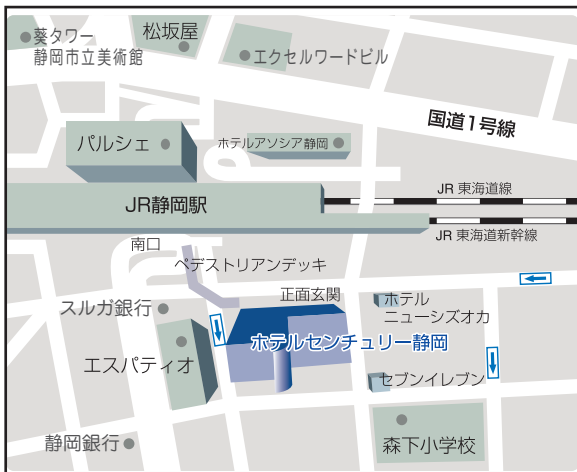 葵タワー
静岡市立美術館
松坂屋
エクセルワードビル
国道1号線
パルシェ
ホテルアソシア静岡
JR静岡駅
JR 東海道線
JR 東海道新幹線
南口
ペデストリアンデッキ
正面玄関
スルガ銀行
ホテル
ニューシズオカ
ホテルセンチュリー静岡
エスパティオ
セブンイレブン
静岡銀行
森下小学校